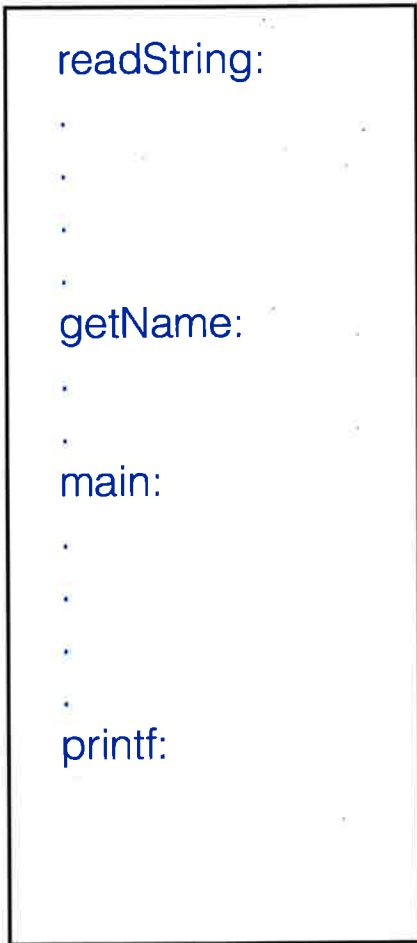 readString:
.
.
.
.
getName:
.
.
main:
.
.
.
.
printf: